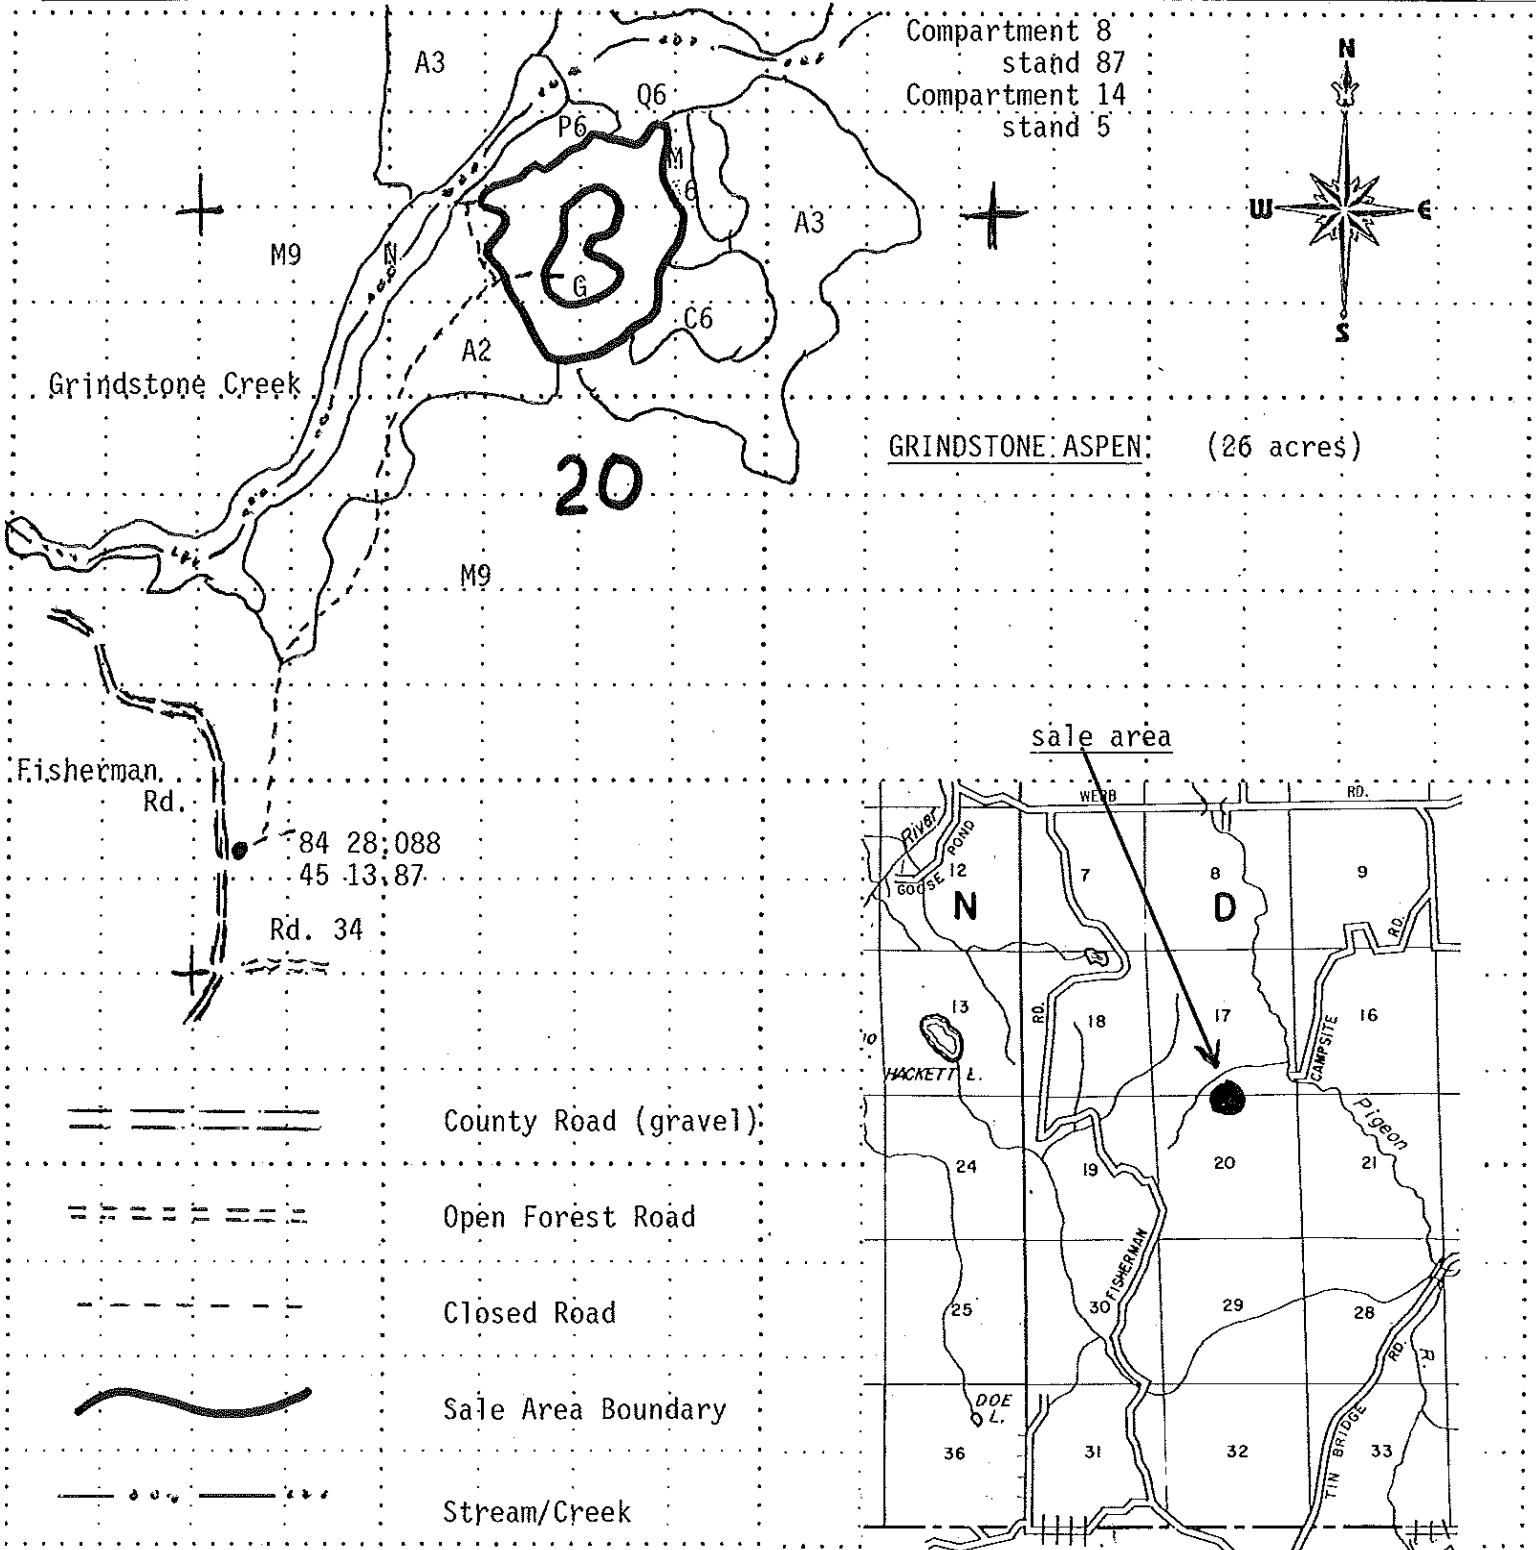 Compartment 8
stand 87
Compartment 14
stand 5
N
W
E
S
A3
Q6
P6
M
6
A3
M9
N
G
C6
A2
Grindstone Creek
GRINDSTONE ASPEN (26 acres)
20
M9
Fisherman
Rd.
84 28.088
45 13.87
Rd. 34
sale area
County Road (gravel)
Open Forest Road
Closed Road
Sale Area Boundary
Stream/Creek
WEBB RD.
River
GOOSE POND
12
7
8
9
N
D
RD.
13
RD.
18
17
16
CAMPSITE
HACKETT L.
Pigeon
24
19
20
21
FISHERMAN
25
30
29
28
RD.
R.
DOE
L.
TIN BRIDGE
36
31
32
33